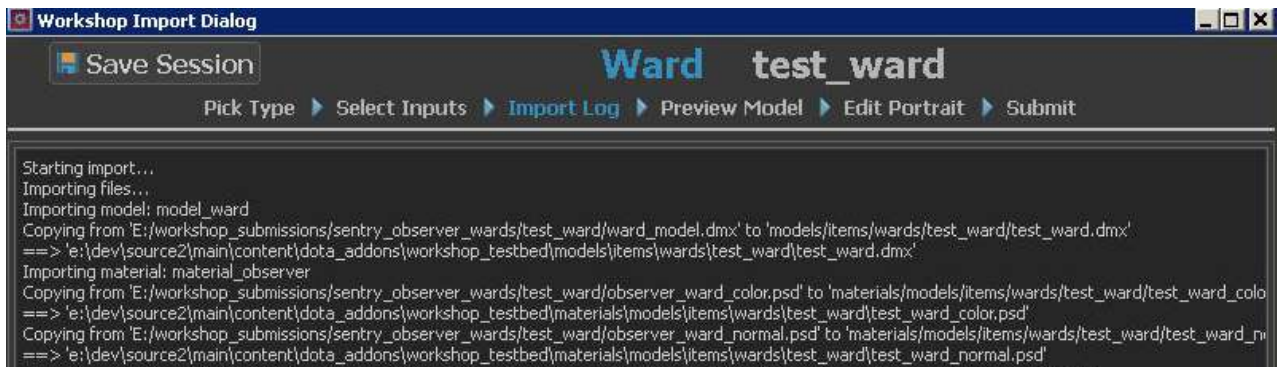 Workshop Import Dialog
Save Session
Ward test_ward
Pick Type Select Inputs Import Log Preview Model Edit Portrait Submit
Starting import...
Importing files...
Importing model: model_ward
Copying from 'E:/workshop_submissions/sentry_observer_wards/test_ward/ward_model.dmx' to 'models/items/wards/test_ward/test_ward.dmx'
==> 'e:\dev\source2\main\content\dota_addons\workshop_testbed\models\items\wards\test_ward\test_ward.dmx'
Importing material: material_observer
Copying from 'E:/workshop_submissions/sentry_observer_wards/test_ward/observer_ward_color.psd' to 'materials/models/items/wards/test_ward/test_ward_colo
==> 'e:\dev\source2\main\content\dota_addons\workshop_testbed\materials\models\items\wards\test_ward\test_ward_color.psd'
Copying from 'E:/workshop_submissions/sentry_observer_wards/test_ward/observer_ward_normal.psd' to 'materials/models/items/wards/test_ward/test_ward_n
==> 'e:\dev\source2\main\content\dota_addons\workshop_testbed\materials\models\items\wards\test_ward\test_ward_normal.psd'